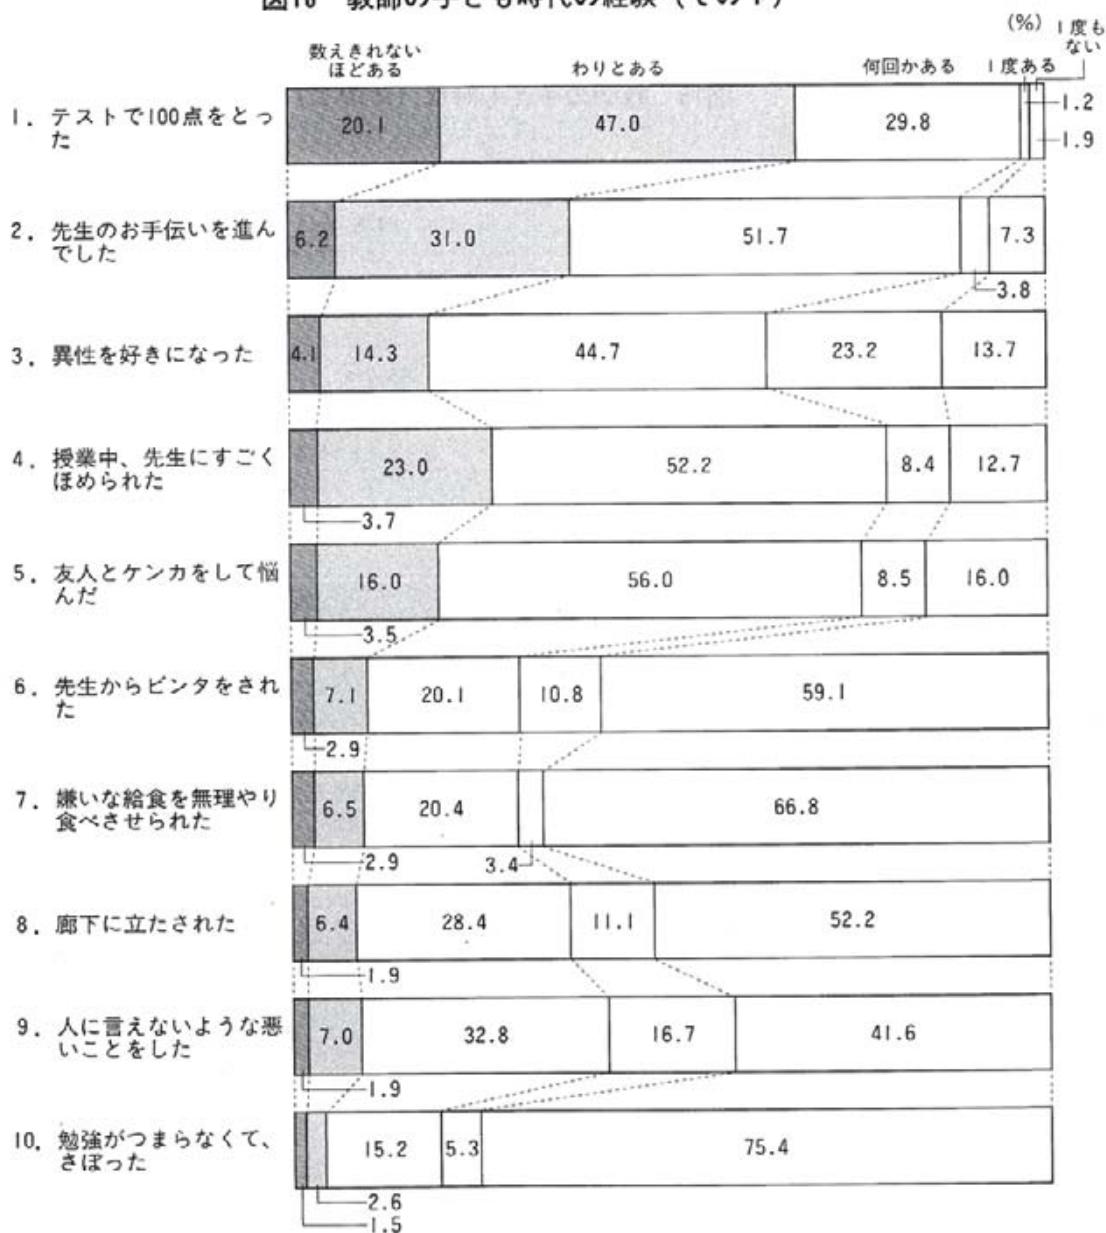 (%)
数えきれない
ほどある
わりとある
何回かある
1度ある
1度も
ない
1. テストで100点をとっ
た
20.1
47.0
29.8
1.2
1.9
2. 先生のお手伝いを進ん
でした
6.2
31.0
51.7
3.8
7.3
3. 異性を好きになった
4.1
14.3
44.7
23.2
13.7
4. 授業中、先生にすごく
ほめられた
3.7
23.0
52.2
8.4
12.7
5. 友人とケンカをして悩
んだ
3.5
16.0
56.0
8.5
16.0
6. 先生からビンタをされ
た
2.9
7.1
20.1
10.8
59.1
7. 嫌いな給食を無理やり
食べさせられた
2.9
6.5
20.4
3.4
66.8
8. 廊下に立たされた
1.9
6.4
28.4
11.1
52.2
9. 人に言えないような悪
いことをした
1.9
7.0
32.8
16.7
41.6
10. 勉強がつまらなくて、
さぼった
1.5
2.6
15.2
5.3
75.4